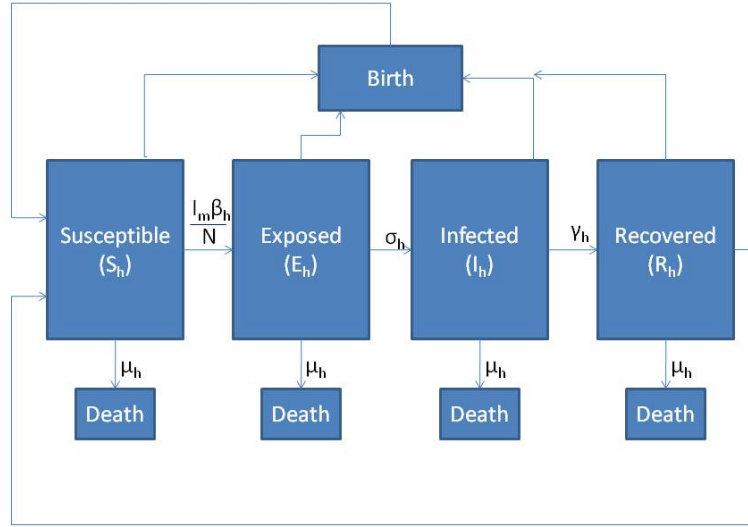 Birth
Susceptible
(Sₕ)
Iₘβₕ
N
Exposed
(Eₕ)
σₕ
Infected
(Iₕ)
γₕ
Recovered
(Rₕ)
μₕ
μₕ
μₕ
μₕ
Death
Death
Death
Death